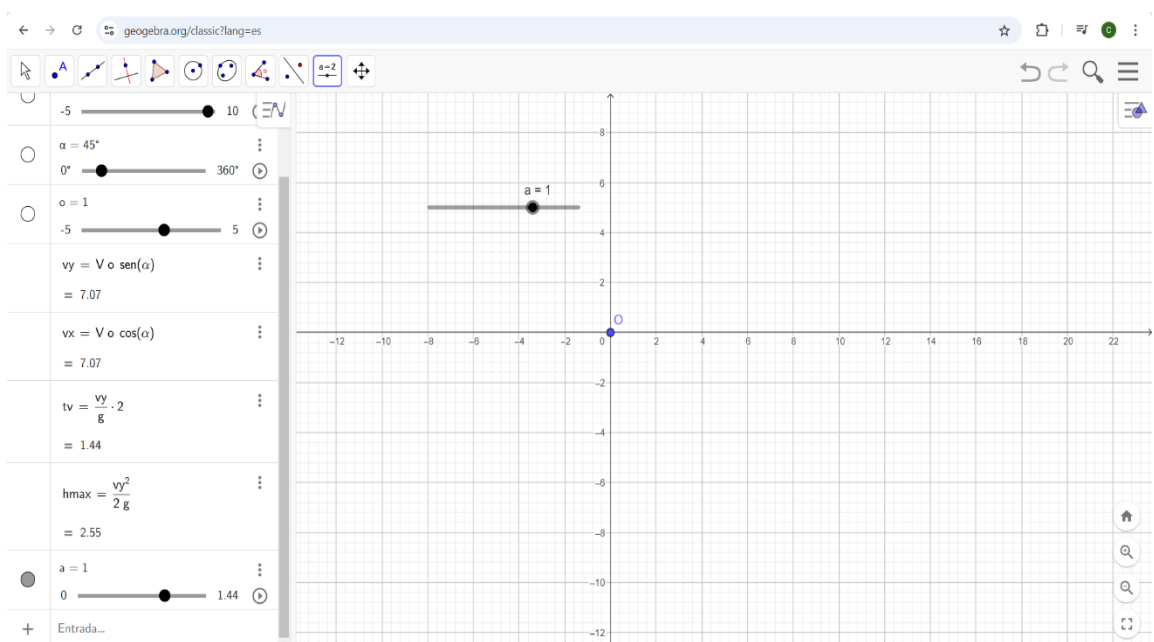 geogebra.org/classic?lang=es
C
A
a=2
-5 10
α = 45°
0° 360°
o = 1
-5 5
vy = V o sen(α)
= 7.07
vx = V o cos(α)
= 7.07
tv = vy/g · 2
= 1.44
hmax = vy²/2 g
= 2.55
a = 1
0 1.44
+ Entrada...
a = 1
O
8
6
4
2
-12 -10 -8 -6 -4 -2 0 2 4 6 8 10 12 14 16 18 20 22
-2
-4
-6
-8
-10
-12